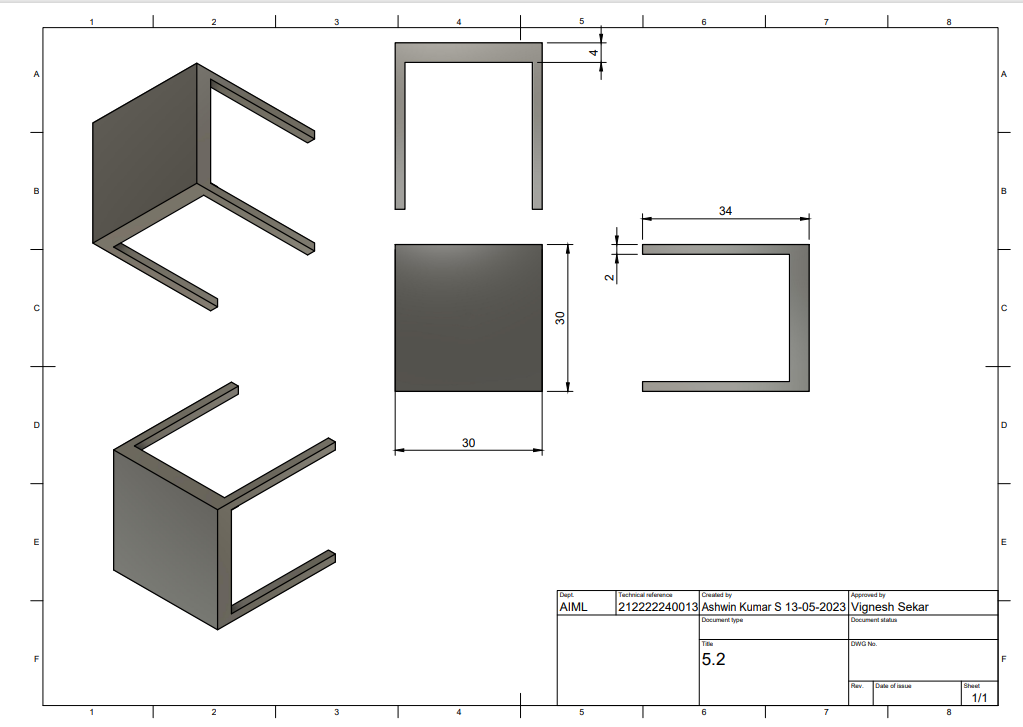 1 2 3 4 5 6 7 8
A A
4
B B
34
2
C C
30
30
D D
E E
Dept. Technical reference Created by Approved by
AIML 212222240013 Ashwin Kumar S 13-05-2023 Vignesh Sekar
Document type Document status
Title DWG No.
5.2
F F
Rev. Date of issue Sheet
1/1
1 2 3 4 5 6 7 8